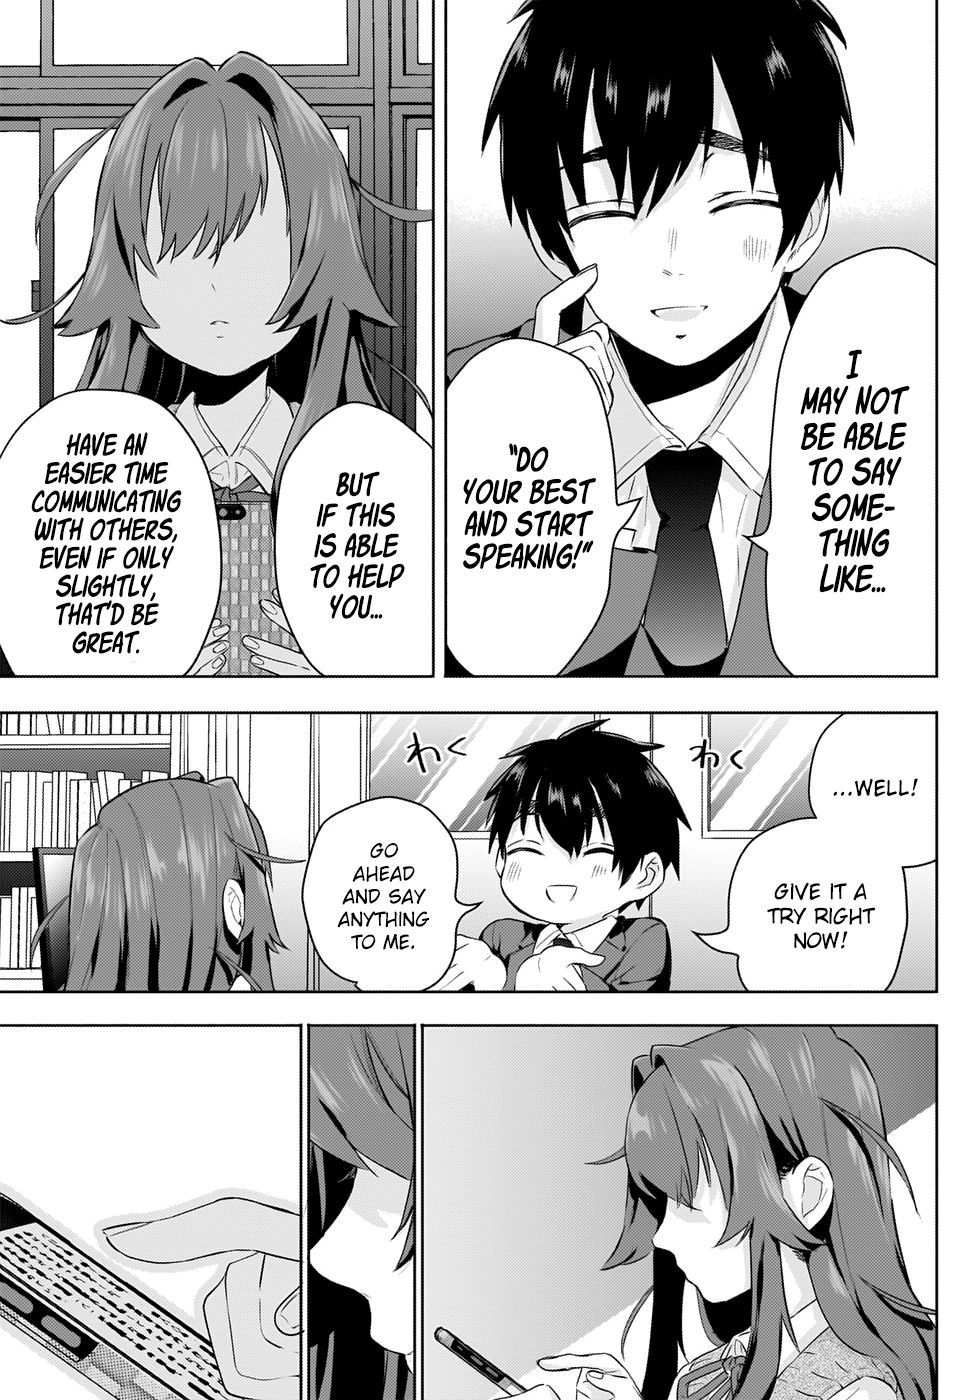 I
MAY NOT
BE ABLE
TO SAY
SOME-
THING
LIKE...
"DO
YOUR BEST
AND START
SPEAKING!"
BUT
IF THIS
IS ABLE
TO HELP
YOU...
HAVE AN
EASIER TIME
COMMUNICATING
WITH OTHERS,
EVEN IF ONLY
SLIGHTLY,
THAT'D BE
GREAT.
...WELL!
GIVE IT A
TRY RIGHT
NOW!
わく
わく
GO
AHEAD
AND SAY
ANYTHING
TO ME.